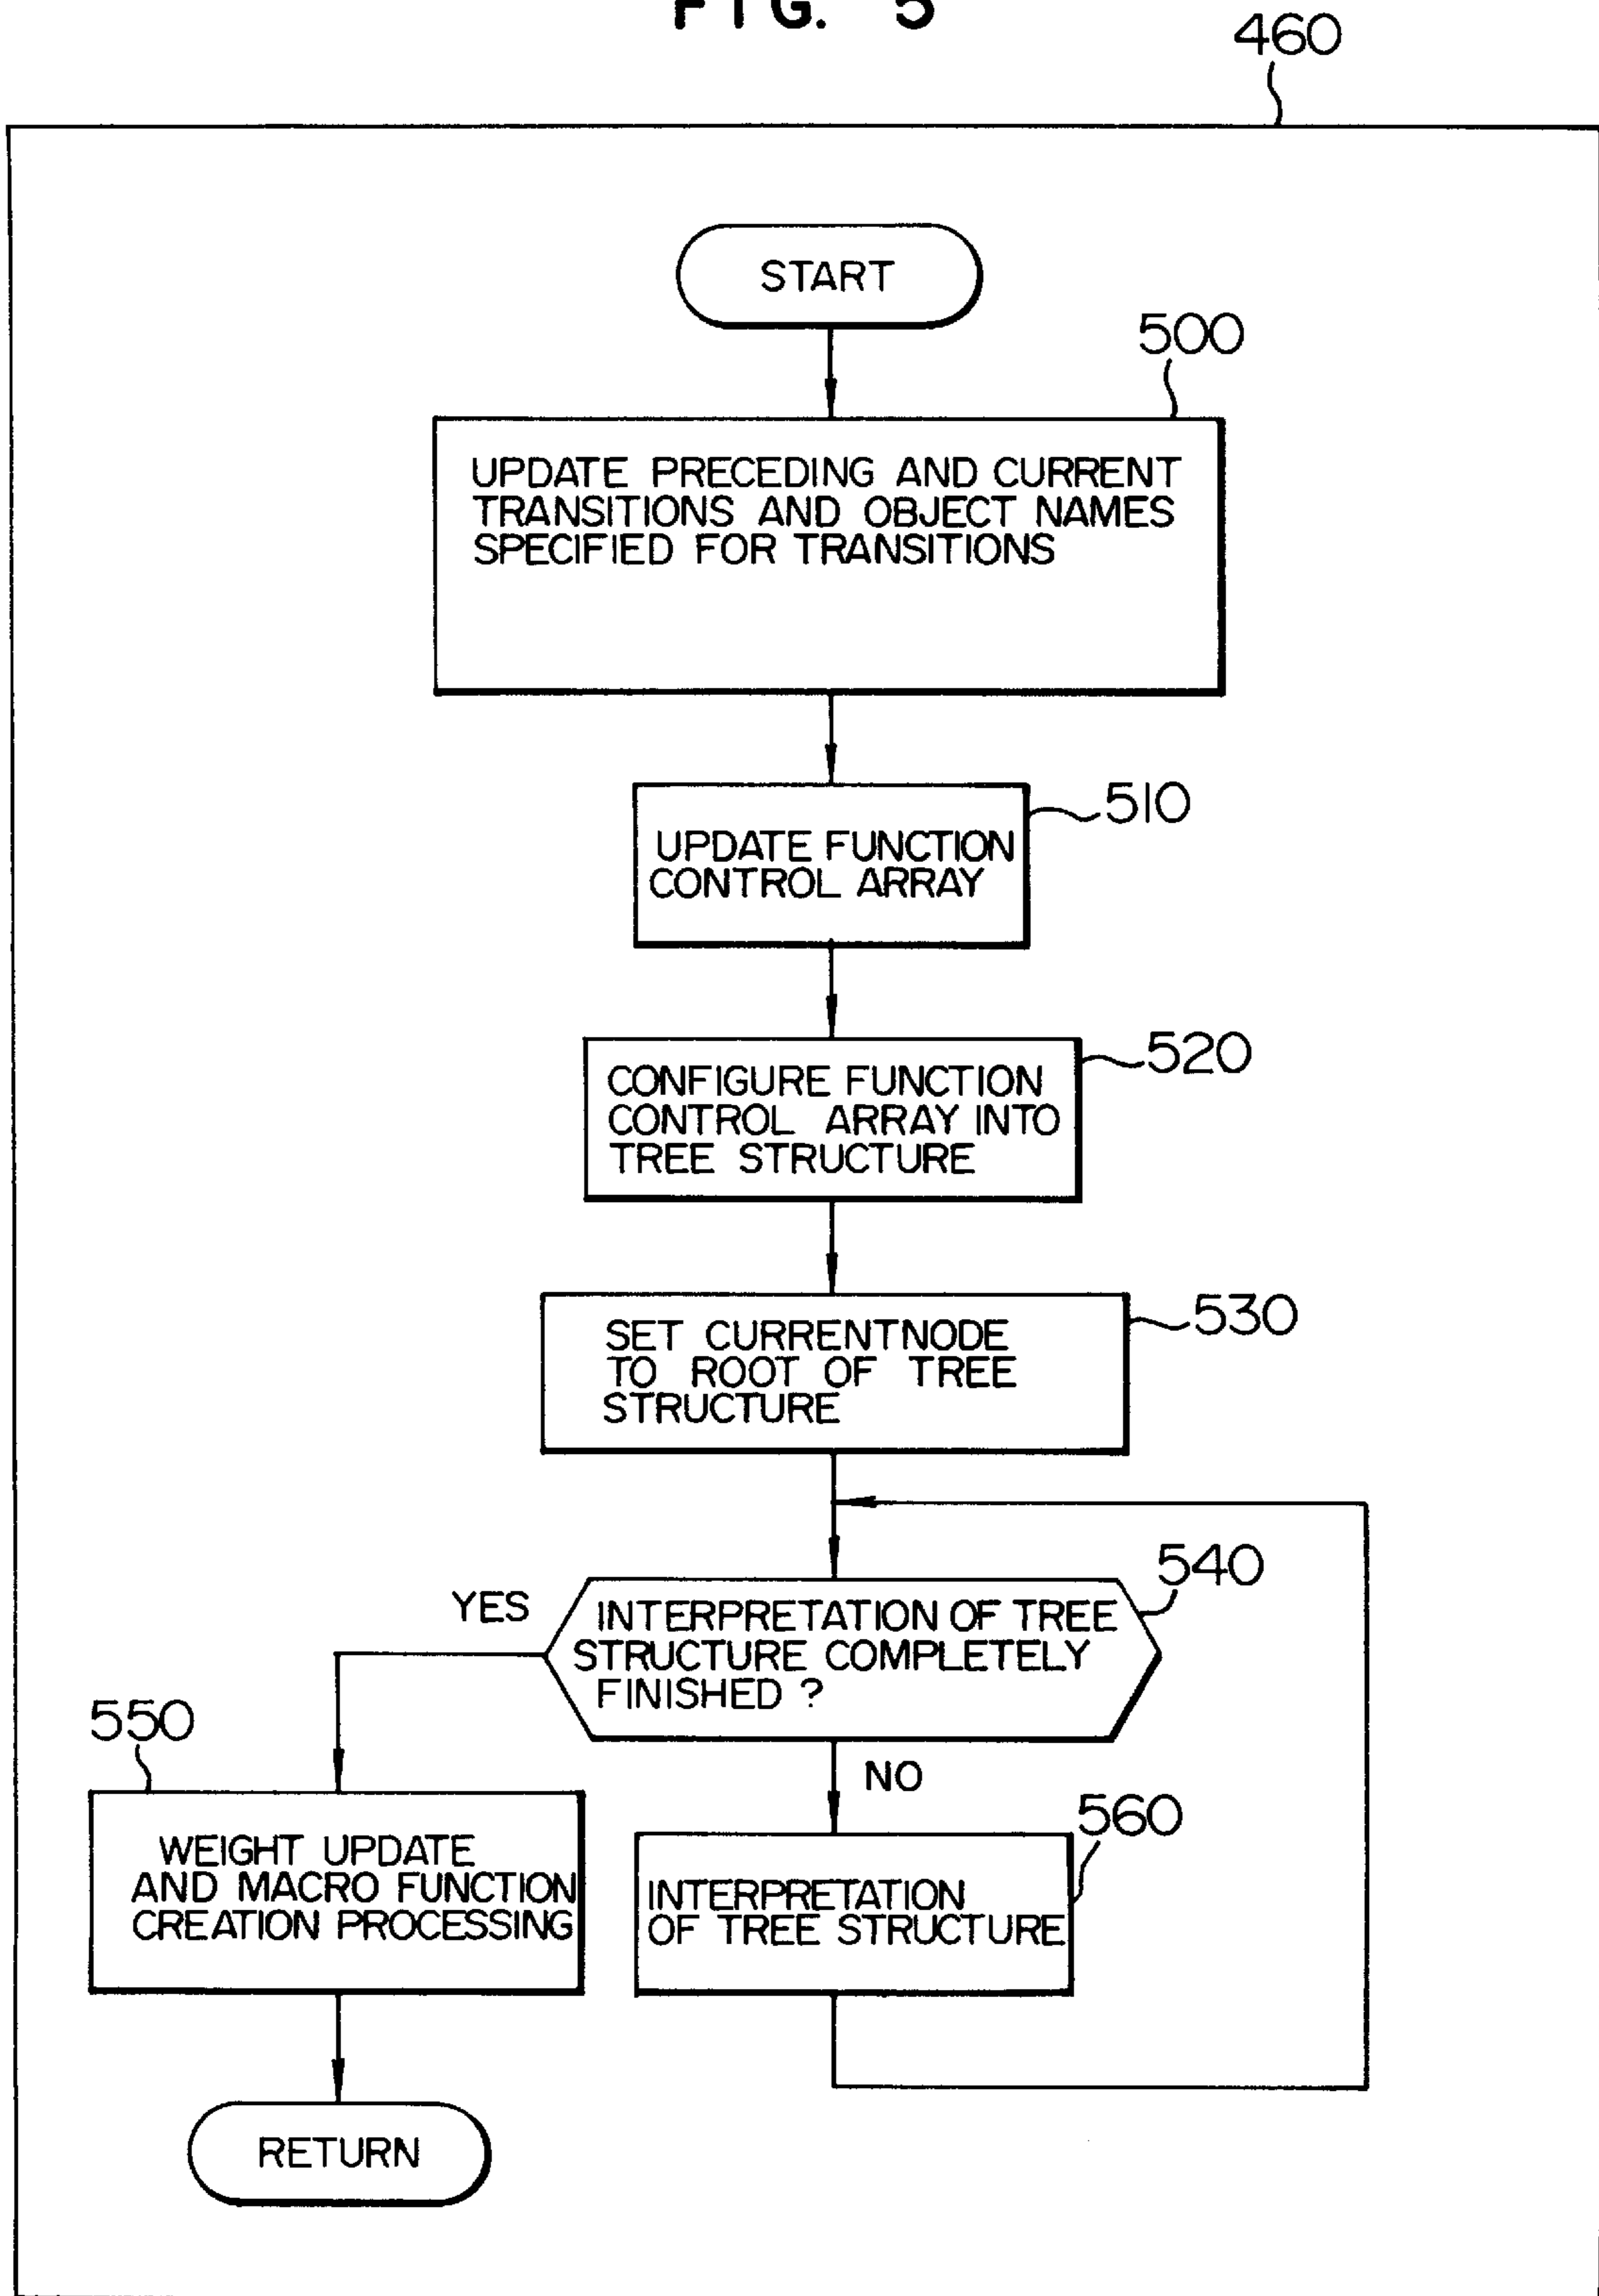 FIG. 5
460
START
500
UPDATE PRECEDING AND CURRENT
TRANSITIONS AND OBJECT NAMES
SPECIFIED FOR TRANSITIONS
510
UPDATE FUNCTION
CONTROL ARRAY
520
CONFIGURE FUNCTION
CONTROL ARRAY INTO
TREE STRUCTURE
530
SET CURRENTNODE
TO ROOT OF TREE
STRUCTURE
540
YES
INTERPRETATION OF TREE
STRUCTURE COMPLETELY
FINISHED ?
550
NO
WEIGHT UPDATE
AND MACRO FUNCTION
CREATION PROCESSING
560
INTERPRETATION
OF TREE STRUCTURE
RETURN